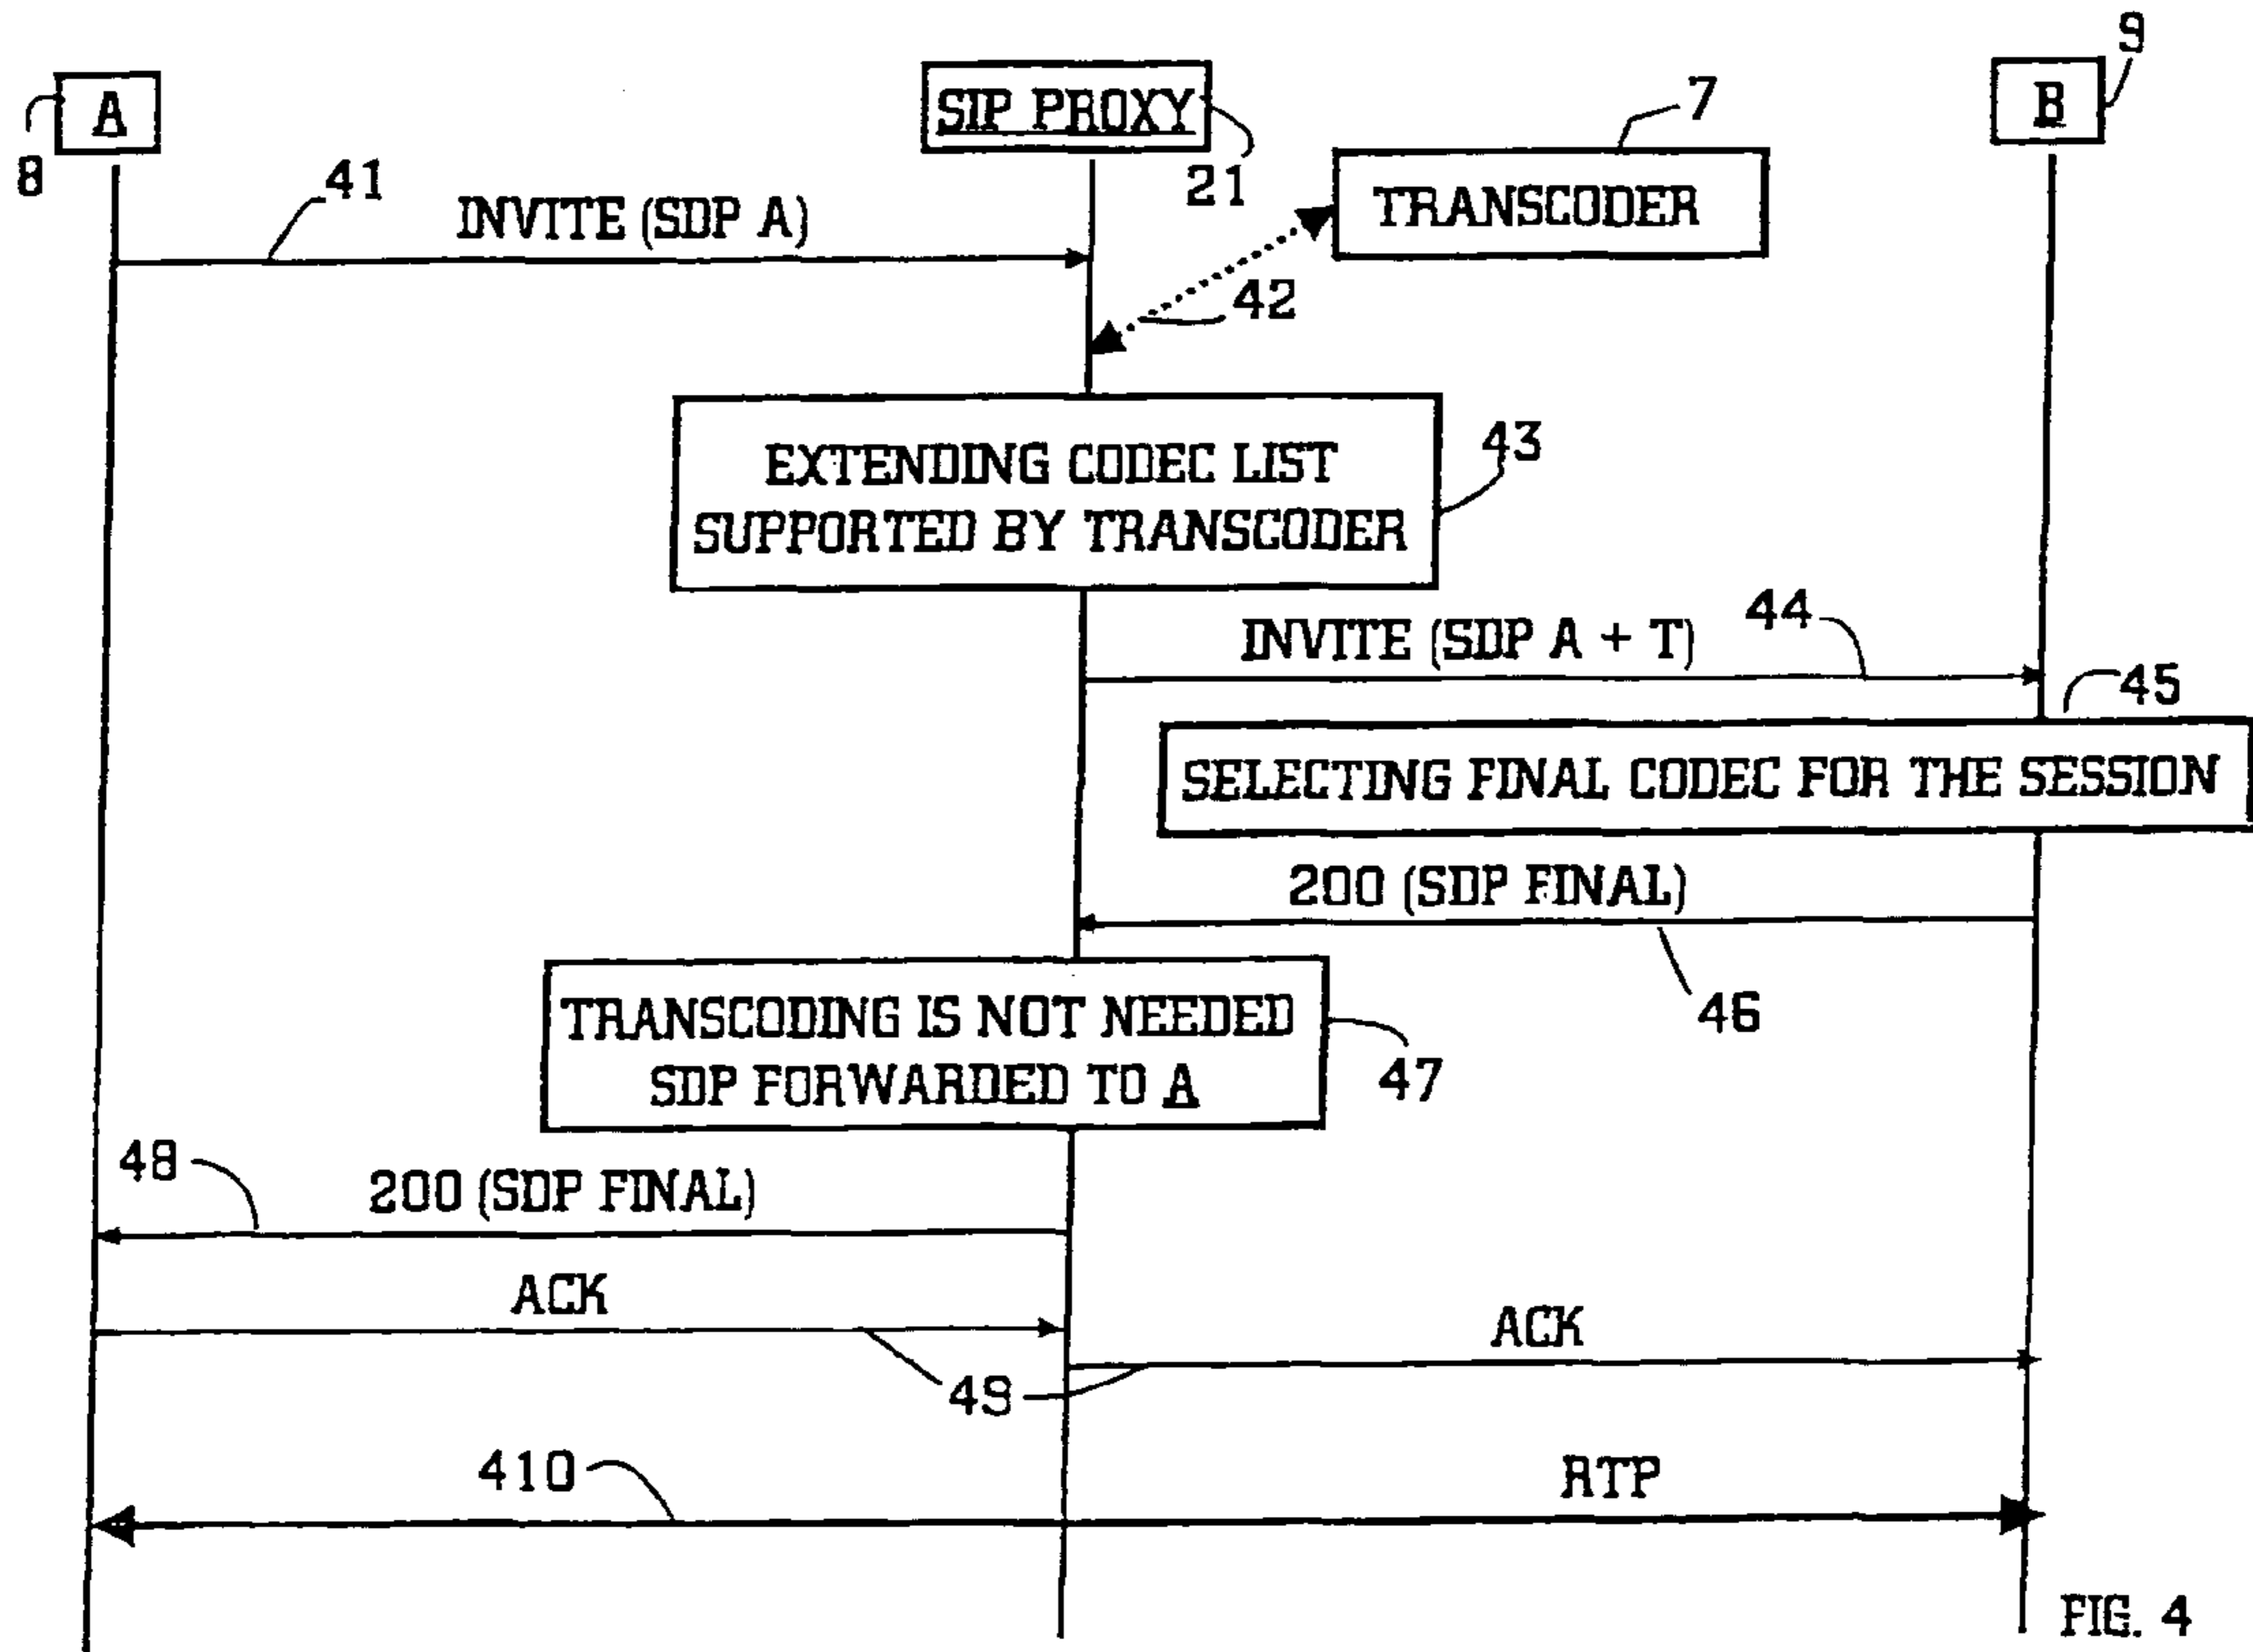 9
A
SIP PROXY
B
7
8
21
TRANSCODER
41
INVITE (SDP A)
42
EXTENDING CODEC LIST
SUPPORTED BY TRANSCODER
43
INVITE (SDP A + T)
44
45
SELECTING FINAL CODEC FOR THE SESSION
200 (SDP FINAL)
46
TRANSCODING IS NOT NEEDED
SDP FORWARDED TO A
47
48
200 (SDP FINAL)
ACK
ACK
49
410
RTP
FIG. 4